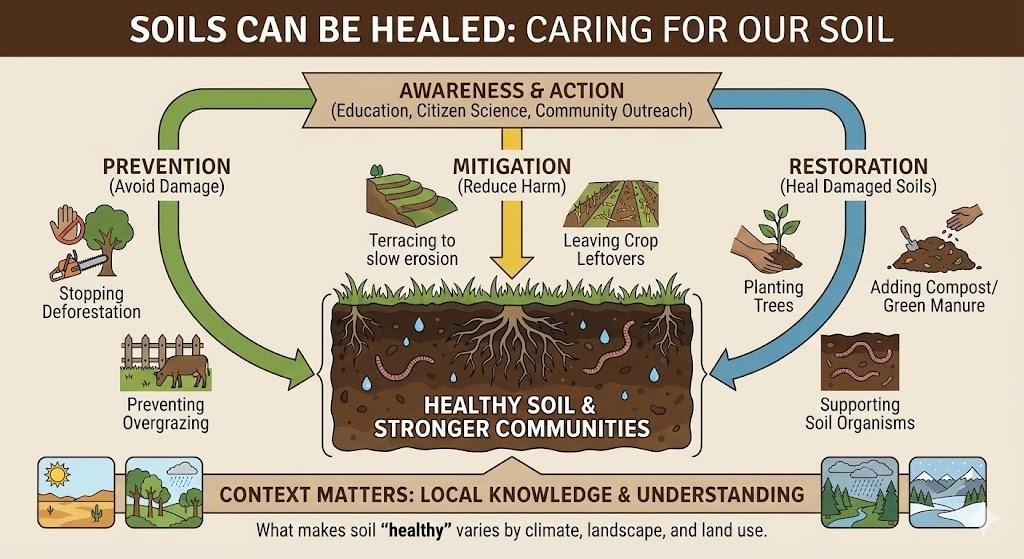 SOILS CAN BE HEALED: CARING FOR OUR SOIL
AWARENESS & ACTION
(Education, Citizen Science, Community Outreach)
PREVENTION
(Avoid Damage)
Stopping
Deforestation
Preventing
Overgrazing
MITIGATION
(Reduce Harm)
Terracing to
slow erosion
Leaving Crop
Leftovers
RESTORATION
(Heal Damaged Soils)
Planting
Trees
Adding Compost/
Green Manure
Supporting
Soil Organisms
HEALTHY SOIL &
STRONGER COMMUNITIES
CONTEXT MATTERS: LOCAL KNOWLEDGE & UNDERSTANDING
What makes soil “healthy” varies by climate, landscape, and land use.